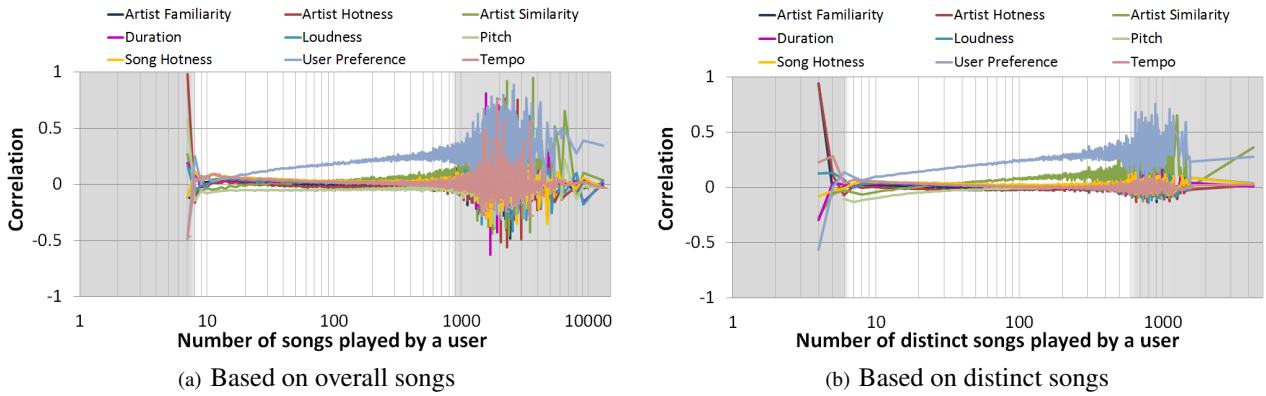 Artist Familiarity Artist Hotness Artist Similarity
Duration Loudness Pitch
Song Hotness User Preference Tempo
1
0.5
0
-0.5
-1
Correlation
1 10 100 1000 10000
Number of songs played by a user
(a) Based on overall songs
Artist Familiarity Artist Hotness Artist Similarity
Duration Loudness Pitch
Song Hotness User Preference Tempo
1
0.5
0
-0.5
-1
Correlation
1 10 100 1000
Number of distinct songs played by a user
(b) Based on distinct songs